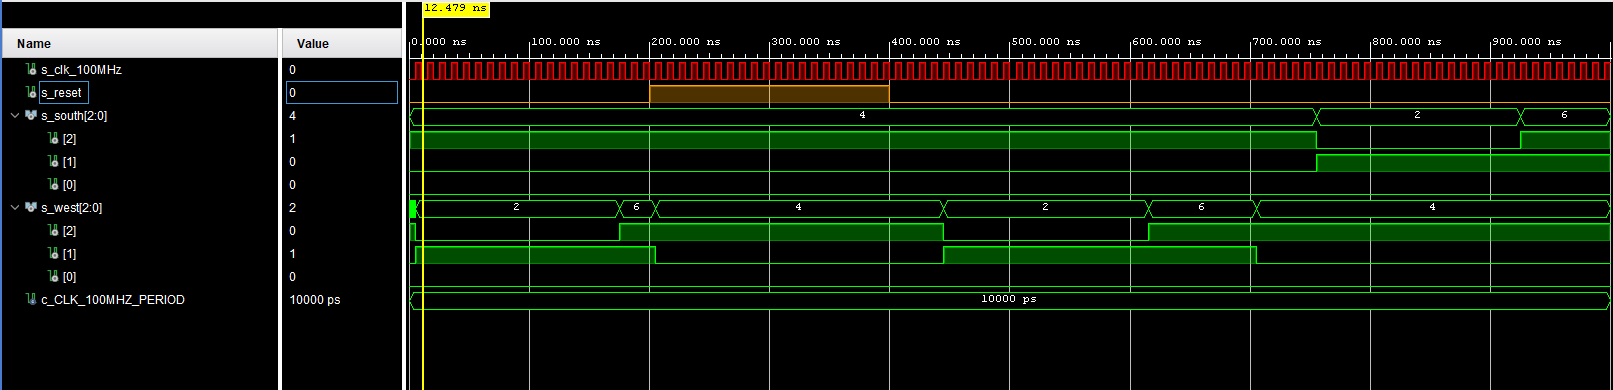 12.479 ns
Name Value
0.000 ns 100.000 ns 200.000 ns 300.000 ns 400.000 ns 500.000 ns 600.000 ns 700.000 ns 800.000 ns 900.000 ns
s_clk_100MHz 0
s_reset 0
s_south[2:0] 4 4 2 6
[2] 1
[1] 0
[0] 0
s_west[2:0] 2 2 6 4 2 6 4
[2] 0
[1] 1
[0] 0
c_CLK_100MHZ_PERIOD 10000 ps 10000 ps